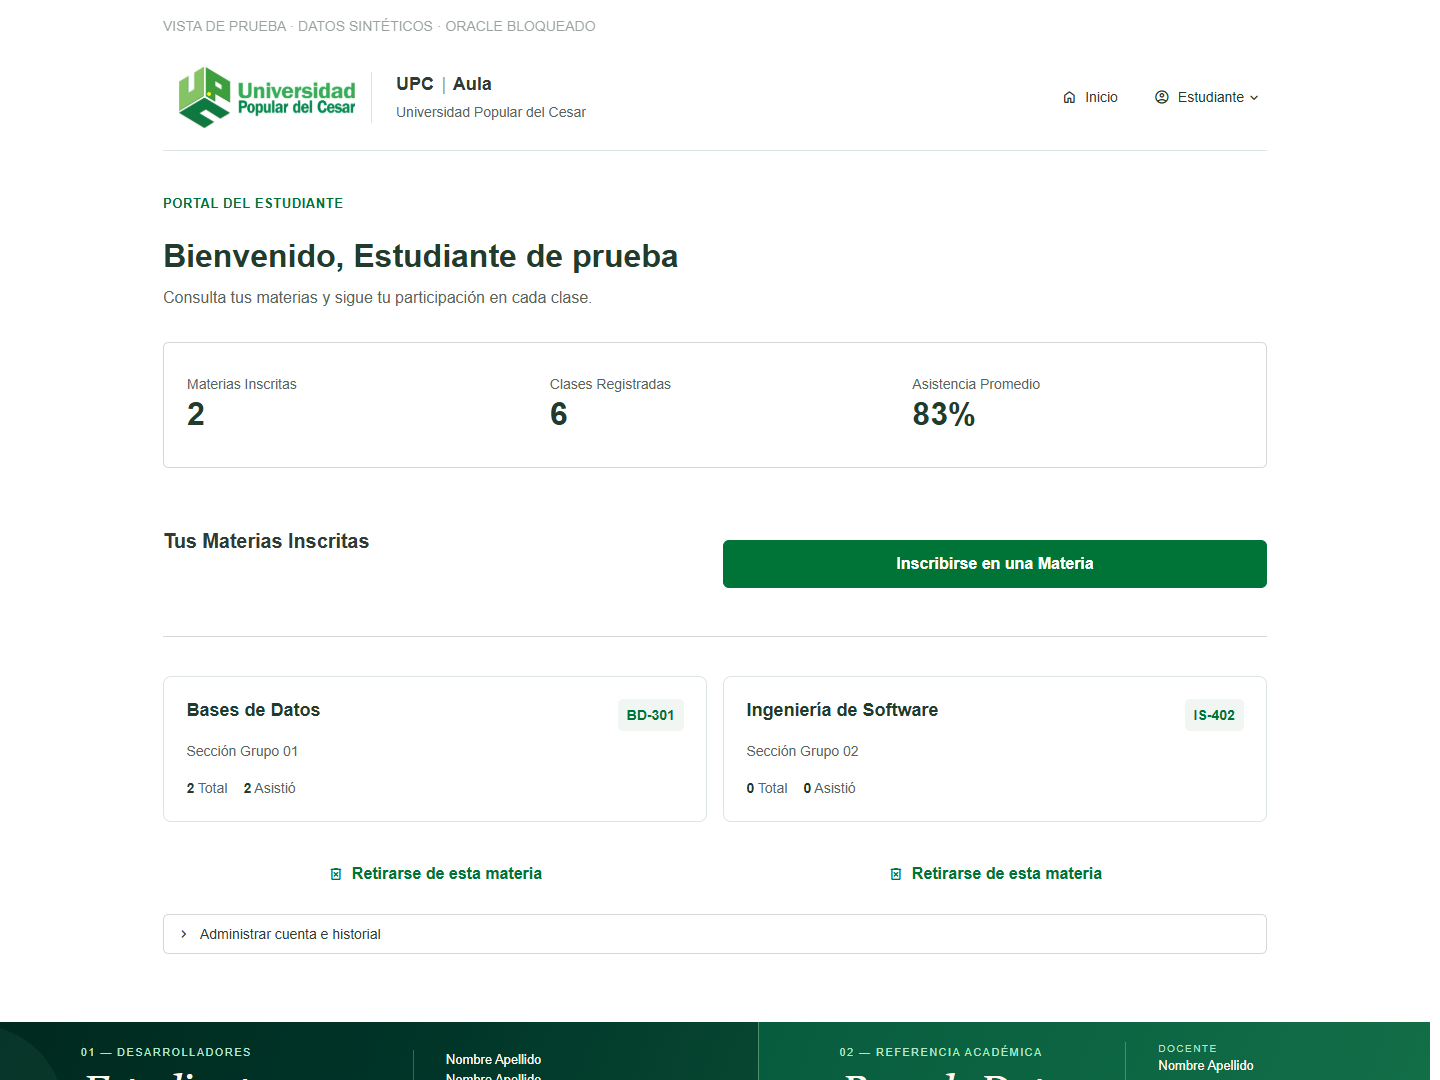 VISTA DE PRUEBA · DATOS SINTÉTICOS · ORACLE BLOQUEADO
Universidad
Popular del Cesar
UPC | Aula
Universidad Popular del Cesar
Inicio
Estudiante
PORTAL DEL ESTUDIANTE
Bienvenido, Estudiante de prueba
Consulta tus materias y sigue tu participación en cada clase.
Materias Inscritas
2
Clases Registradas
6
Asistencia Promedio
83%
Tus Materias Inscritas
Inscribirse en una Materia
Bases de Datos
BD-301
Sección Grupo 01
2 Total 2 Asistió
Ingeniería de Software
IS-402
Sección Grupo 02
0 Total 0 Asistió
Retirarse de esta materia
Retirarse de esta materia
Administrar cuenta e historial
01 — DESARROLLADORES
Nombre Apellido
Nombre Apellido
02 — REFERENCIA ACADÉMICA
DOCENTE
Nombre Apellido